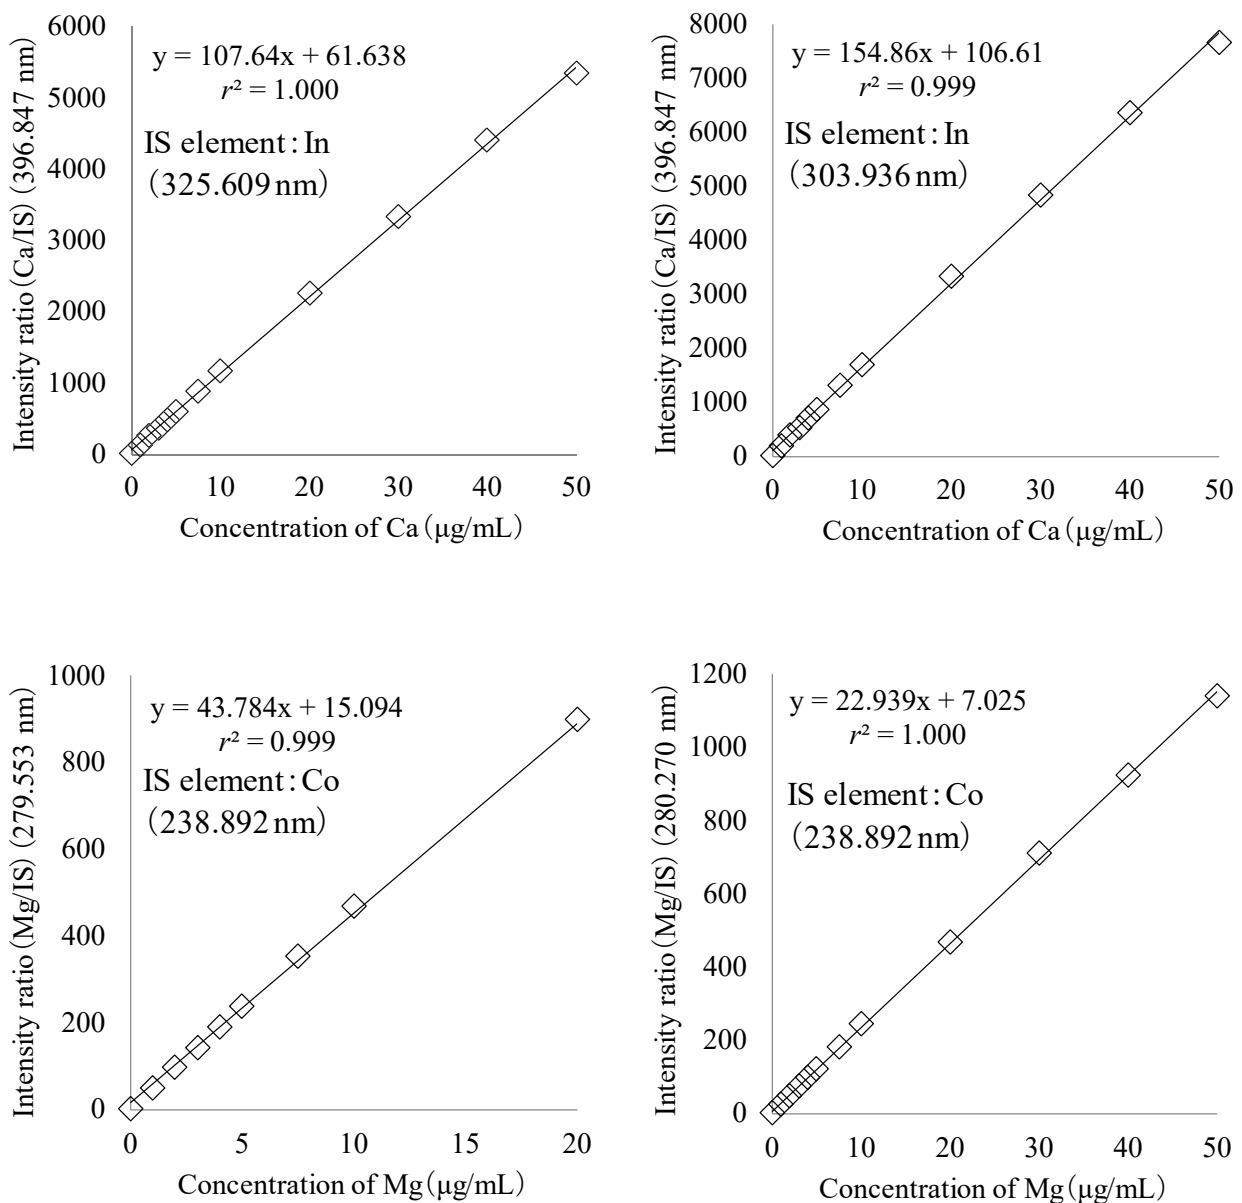 6000
5000
4000
3000
2000
1000
0
Intensity ratio (Ca/IS) (396.847 nm)
y = 107.64x + 61.638
r² = 1.000
IS element: In
(325.609 nm)
0 10 20 30 40 50
Concentration of Ca (μg/mL)
8000
7000
6000
5000
4000
3000
2000
1000
0
Intensity ratio (Ca/IS) (396.847 nm)
y = 154.86x + 106.61
r² = 0.999
IS element: In
(303.936 nm)
0 10 20 30 40 50
Concentration of Ca (μg/mL)
1000
800
600
400
200
0
Intensity ratio (Mg/IS) (279.553 nm)
y = 43.784x + 15.094
r² = 0.999
IS element: Co
(238.892 nm)
0 5 10 15 20
Concentration of Mg (μg/mL)
1200
1000
800
600
400
200
0
Intensity ratio (Mg/IS) (280.270 nm)
y = 22.939x + 7.025
r² = 1.000
IS element: Co
(238.892 nm)
0 10 20 30 40 50
Concentration of Mg (μg/mL)